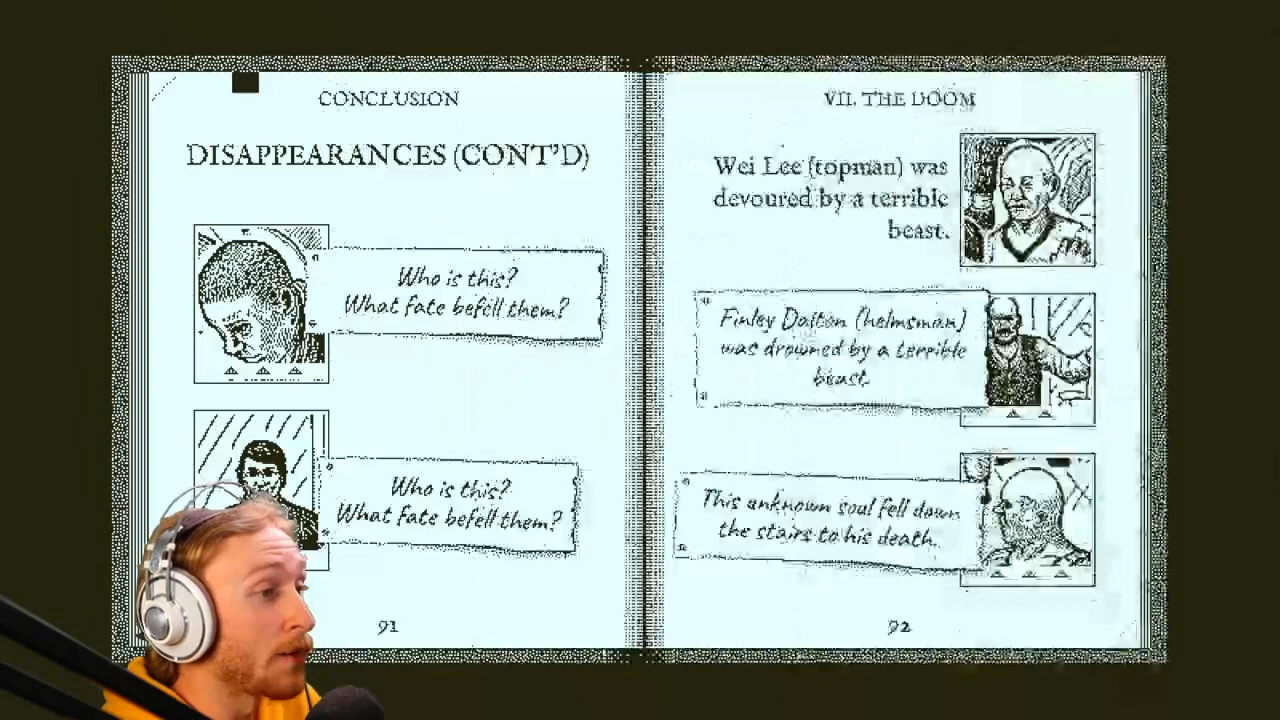 CONCLUSION
DISAPPEARANCES (CONT'D)
Who is this?
What fate befell them?
Who is this?
What fate befell them?
91
VII. THE DOOM
Wei Lee (topman) was
devoured by a terrible
beast.
Finley Dalton (helmsman)
was drowned by a terrible
beast.
This unknown soul fell down
the stairs to his death.
92